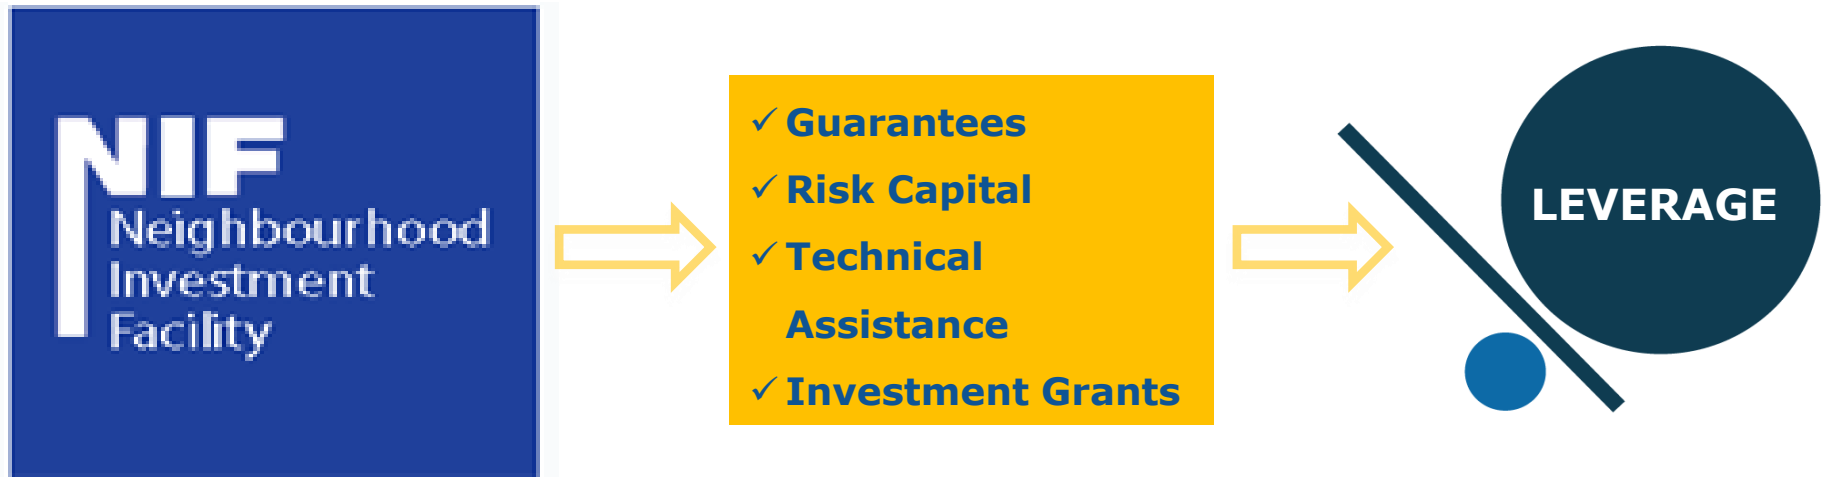 NIF
Neighbourhood
Investment
Facility
✓ Guarantees
✓ Risk Capital
✓ Technical
Assistance
✓ Investment Grants
LEVERAGE